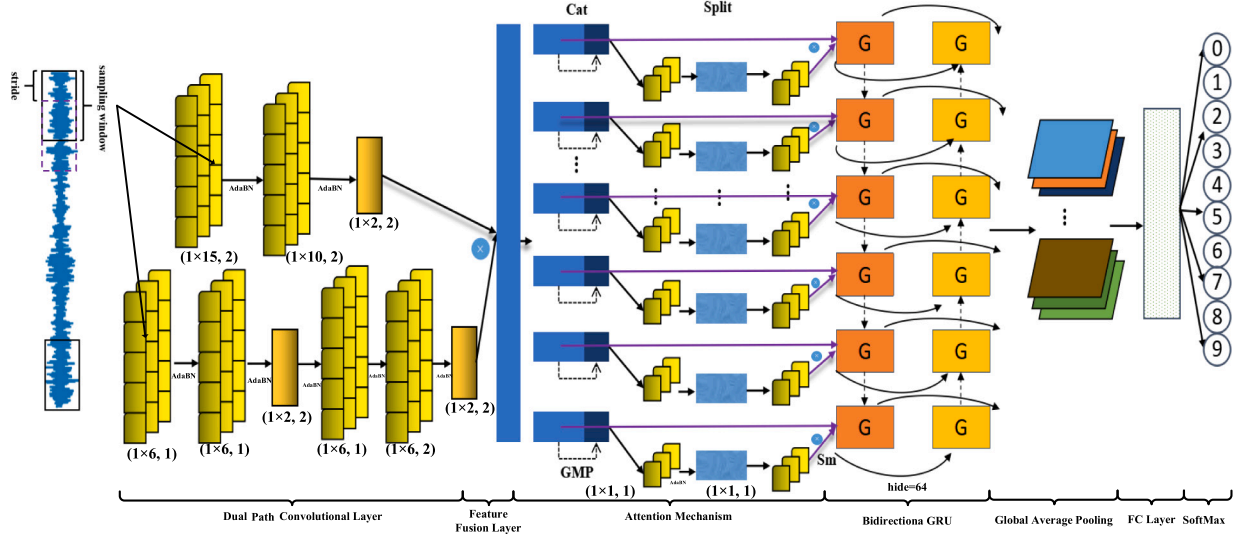 Cat
Split
stride
sampling window
AdaBN
AdaBN
(1×2, 2)
(1×15, 2)
(1×10, 2)
×
AdaBN
AdaBN
AdaBN
AdaBN
(1×2, 2)
(1×2, 2)
(1×6, 1)
(1×6, 1)
(1×6, 1)
(1×6, 2)
×
G
G
×
G
G
×
G
G
×
G
G
×
G
G
×
G
G
GMP
AdaBN
Sm
(1×1, 1)
(1×1, 1)
hide=64
0
1
2
3
4
5
6
7
8
9
Dual Path Convolutional Layer
Feature
Fusion Layer
Attention Mechanism
Bidirectiona GRU
Global Average Pooling
FC Layer
SoftMax